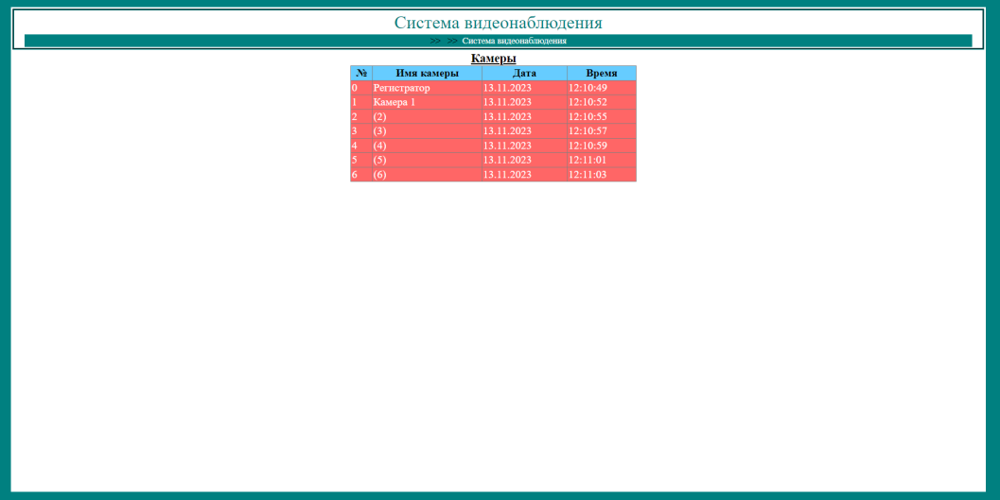 Система видеонаблюдения
>> >> Система видеонаблюдения
Камеры
№ Имя камеры Дата Время
0 Регистратор 13.11.2023 12:10:49
1 Камера 1 13.11.2023 12:10:52
2 (2) 13.11.2023 12:10:55
3 (3) 13.11.2023 12:10:57
4 (4) 13.11.2023 12:10:59
5 (5) 13.11.2023 12:11:01
6 (6) 13.11.2023 12:11:03